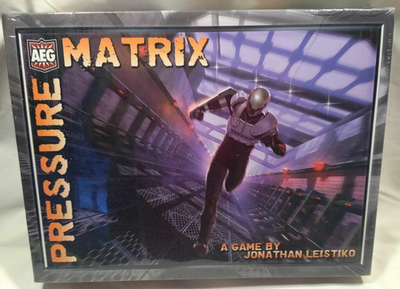 AEG
PRESSURE
MATRIX
A GAME BY
JONATHAN LEISTIKO